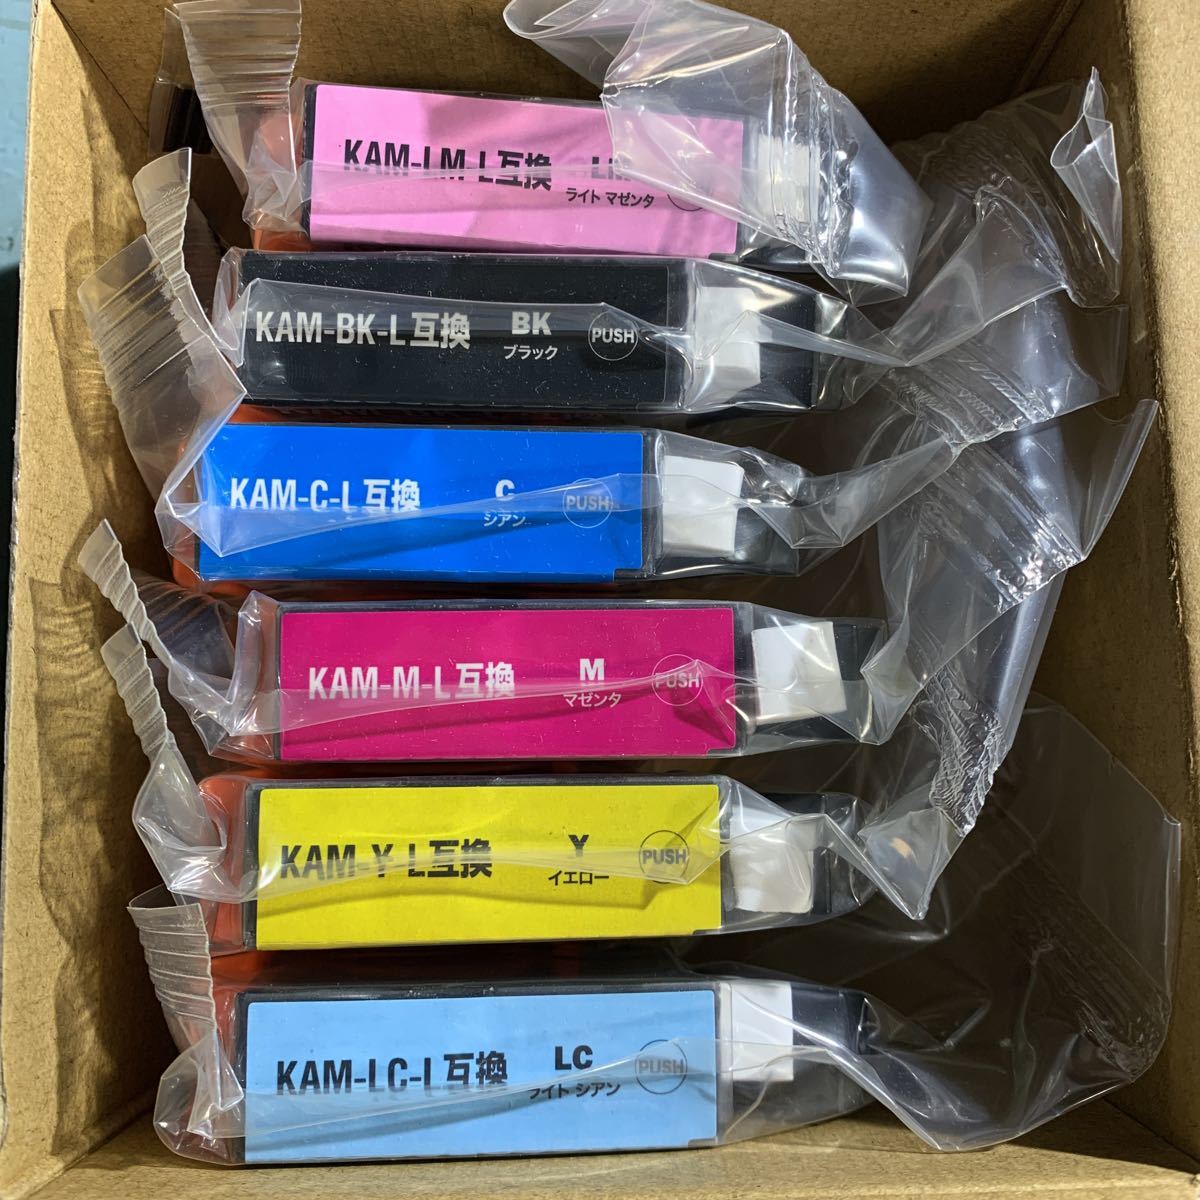 KAM-LM-L互換
ライト マゼンタ
KAM-BK-L互換 BK PUSH
ブラック
KAM-C-L互換 C PUSH
シアン
KAM-M-L互換 M PUSH
マゼンタ
KAM-Y-L互換 Y PUSH
イエロー
KAM-LC-L互換 LC PUSH
ライト シアン